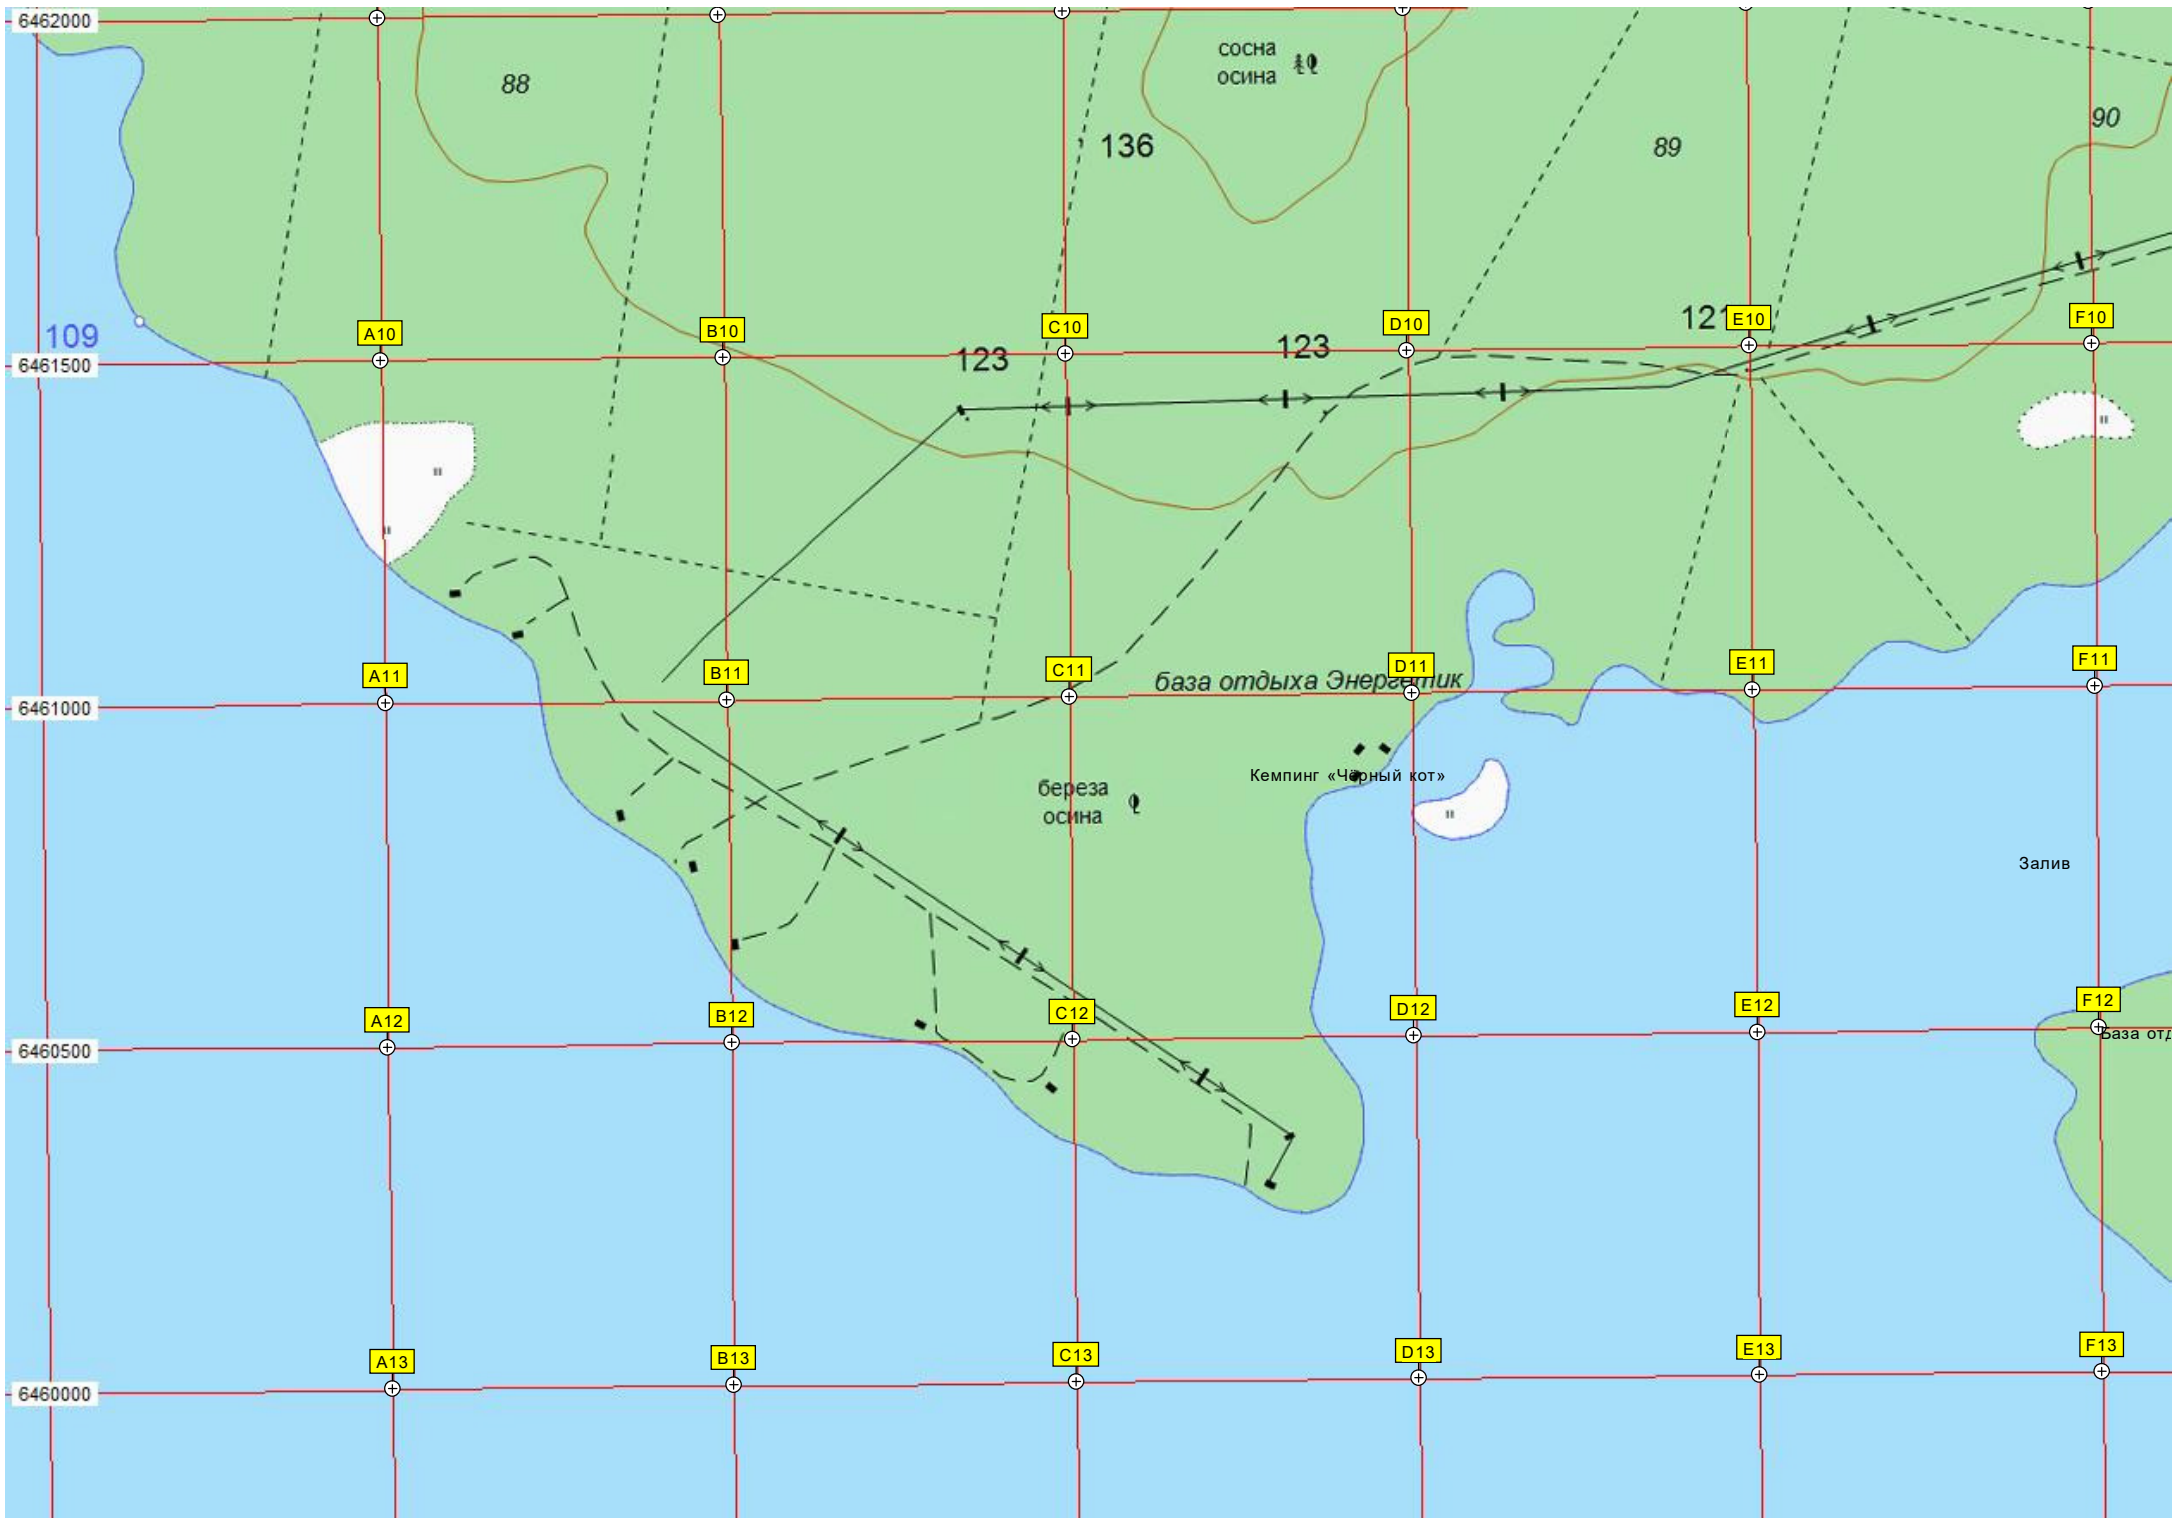 6462000
сосна
осина
88
90
136
89
109
A10
B10
C10
D10
E10
F10
121
123
123
6461500
A11
B11
C11
D11
E11
F11
база отдыха Энергетик
6461000
Кемпинг «Чёрный кот»
береза
осина
Залив
A12
B12
C12
D12
E12
F12
База отд
6460500
A13
B13
C13
D13
E13
F13
6460000